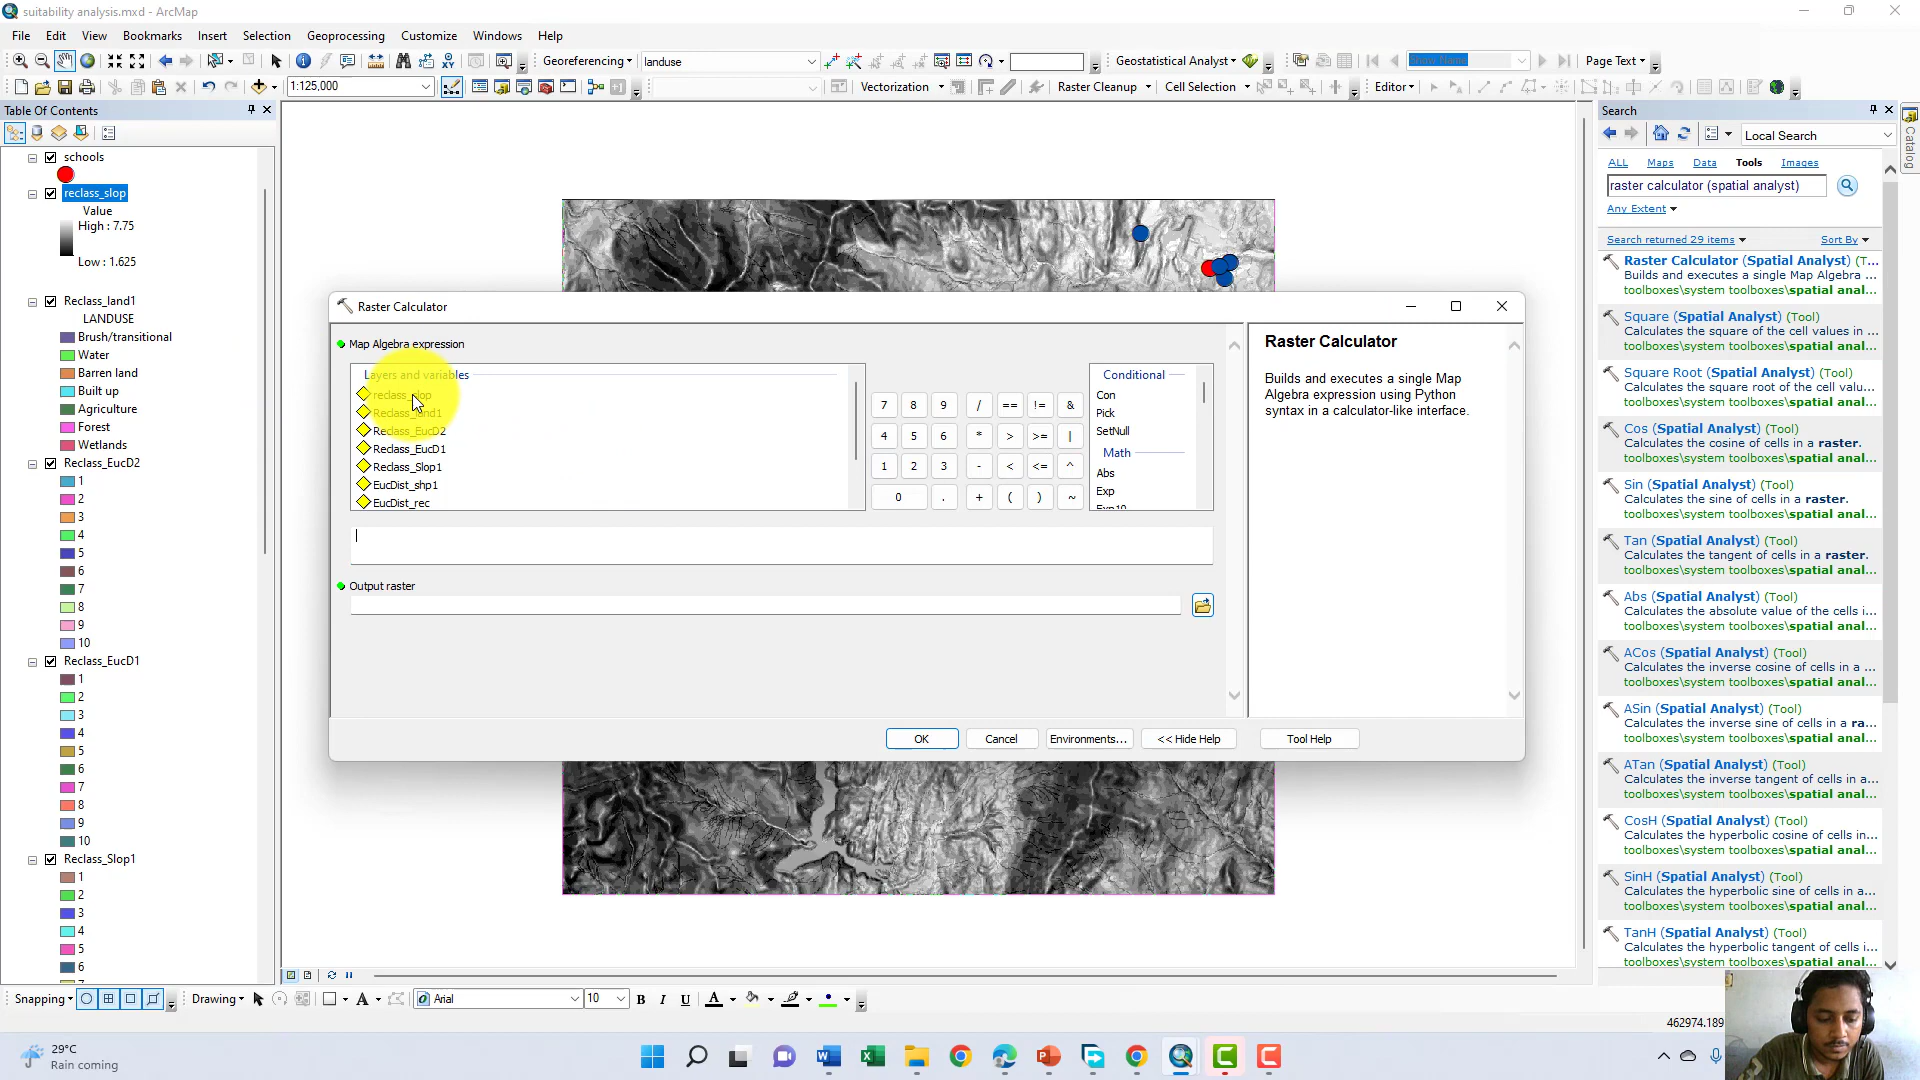 suitability analysis.mxd - ArcMap
File Edit View Bookmarks Insert Selection Geoprocessing Customize Windows Help
Georeferencing landuse Geostatistical Analyst Page Text
1:125,000 Vectorization Raster Cleanup Cell Selection Editor
Table Of Contents
schools
reclass_slop
Value
High : 7.75
Low : 1.625
Reclass_land1
LANDUSE
Brush/transitional
Water
Barren land
Built up
Agriculture
Forest
Wetlands
Reclass_EucD2
1
2
3
4
5
6
7
8
9
10
Reclass_EucD1
1
2
3
4
5
6
7
8
9
10
Reclass_Slop1
1
2
3
4
5
6
Raster Calculator
Map Algebra expression
Layers and variables
reclass_slop
Reclass_land1
Reclass_EucD2
Reclass_EucD1
Reclass_Slop1
EucDist_shp1
EucDist_rec
7 8 9 / == != &
4 5 6 * > >= |
1 2 3 - < <= ^
0 . + ( ) ~
Conditional
Con
Pick
SetNull
Math
Abs
Exp
Exp10
Output raster
OK Cancel Environments... << Hide Help Tool Help
Raster Calculator
Builds and executes a single Map
Algebra expression using Python
syntax in a calculator-like interface.
Search
Local Search
ALL Maps Data Tools Images
raster calculator (spatial analyst)
Any Extent
Search returned 29 items Sort By
Raster Calculator (Spatial Analyst) (T...
Builds and executes a single Map Algebra ...
toolboxes\system toolboxes\spatial anal...
Square (Spatial Analyst) (Tool)
Calculates the square of the cell values in ...
toolboxes\system toolboxes\spatial anal...
Square Root (Spatial Analyst) (Tool)
Calculates the square root of the cell valu...
toolboxes\system toolboxes\spatial anal...
Cos (Spatial Analyst) (Tool)
Calculates the cosine of cells in a raster.
toolboxes\system toolboxes\spatial anal...
Sin (Spatial Analyst) (Tool)
Calculates the sine of cells in a raster.
toolboxes\system toolboxes\spatial anal...
Tan (Spatial Analyst) (Tool)
Calculates the tangent of cells in a raster.
toolboxes\system toolboxes\spatial anal...
Abs (Spatial Analyst) (Tool)
Calculates the absolute value of the cells i...
toolboxes\system toolboxes\spatial anal...
ACos (Spatial Analyst) (Tool)
Calculates the inverse cosine of cells in a ...
toolboxes\system toolboxes\spatial anal...
ASin (Spatial Analyst) (Tool)
Calculates the inverse sine of cells in a ra...
toolboxes\system toolboxes\spatial anal...
ATan (Spatial Analyst) (Tool)
Calculates the inverse tangent of cells in a...
toolboxes\system toolboxes\spatial anal...
CosH (Spatial Analyst) (Tool)
Calculates the hyperbolic cosine of cells in...
toolboxes\system toolboxes\spatial anal...
SinH (Spatial Analyst) (Tool)
Calculates the hyperbolic sine of cells in a...
toolboxes\system toolboxes\spatial anal...
TanH (Spatial Analyst) (Tool)
Calculates the hyperbolic tangent of cells i...
toolboxes\system toolboxes\spatial anal...
Catalog
Snapping Drawing Arial 10 B I U A
462974.189
29°C
Rain coming